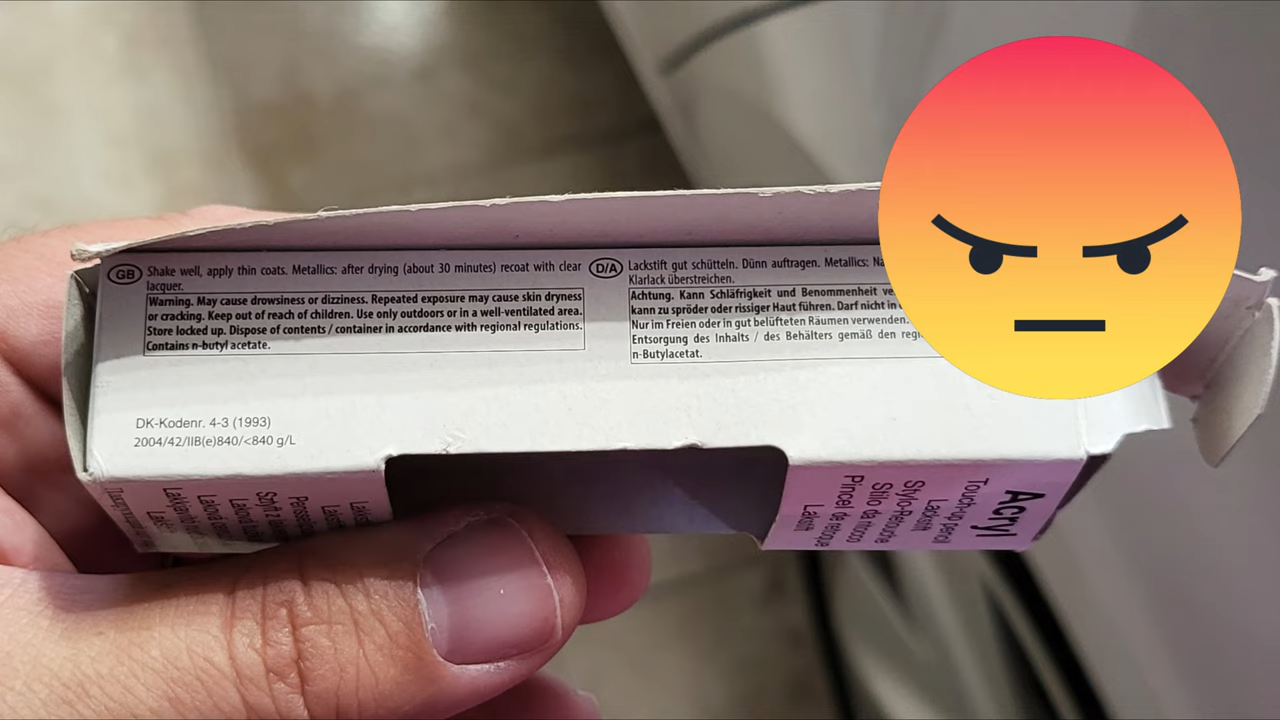 GB
Shake well, apply thin coats. Metallics: after drying (about 30 minutes) recoat with clear
lacquer.
Warning. May cause drowsiness or dizziness. Repeated exposure may cause skin dryness
or cracking. Keep out of reach of children. Use only outdoors or in a well-ventilated area.
Store locked up. Dispose of contents / container in accordance with regional regulations.
Contains n-butyl acetate.
D/A
Lackstift gut schütteln. Dünn auftragen. Metallics:
Klarlack überstreichen.
Achtung. Kann Schläfrigkeit und Benommenheit
kann zu spröder oder rissiger Haut führen. Darf nicht in
Nur im Freien oder in gut belüfteten Räumen verwenden.
Entsorgung des Inhalts / des Behälters gemäß den
n-Butylacetat.
DK-Kodenr. 4-3 (1993)
2004/42/IIB(e)840/<840 g/L
Acryl
Touch-up pencil
Lackstift
Stylo-Retouche
Stilo da ritocco
Pincel de retoque
Lakstift